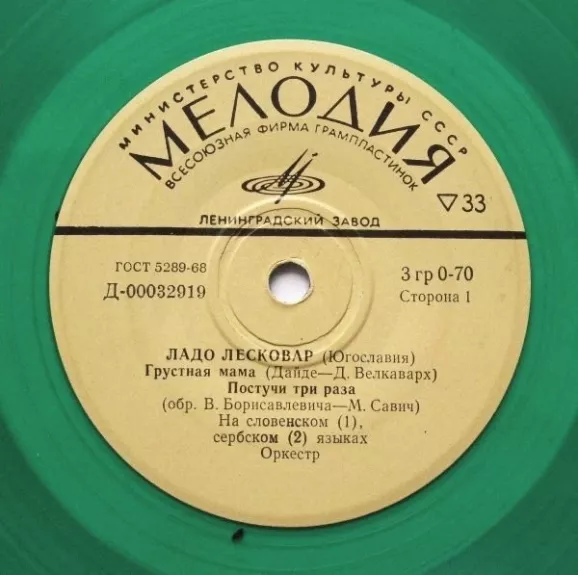 МИНИСТЕРСТВО КУЛЬТУРЫ СССР
МЕЛОДИЯ
ВСЕСОЮЗНАЯ ФИРМА ГРАМПЛАСТИНОК
▽33
ЛЕНИНГРАДСКИЙ ЗАВОД
ГОСТ 5289-68
3 гр 0-70
Д-00032919
Сторона 1
ЛАДО ЛЕСКОВАР (Югославия)
Грустная мама (Дайде—Д. Велкаварх)
Постучи три раза
(обр. В. Борисавлевича—М. Савич)
На словенском (1),
сербском (2) языках
Оркестр